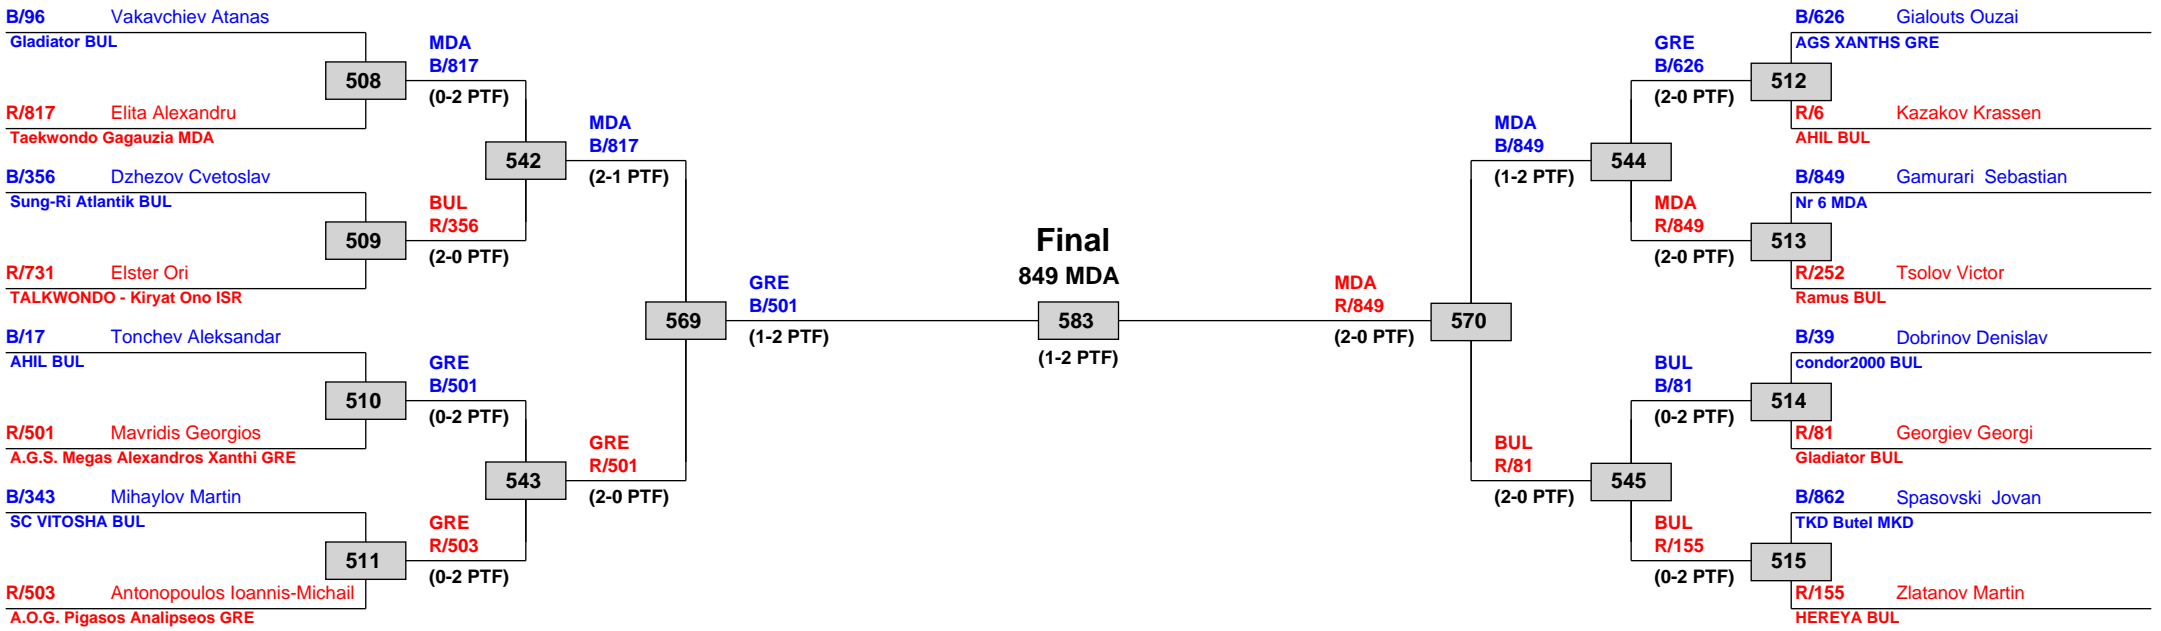 B/96 Vakavchiev Atanas
Gladiator BUL
508
R/817 Elita Alexandru
Taekwondo Gagauzia MDA
B/356 Dzhezov Cvetoslav
Sung-Ri Atlantik BUL
509
R/731 Elster Ori
TALKWONDO - Kiryat Ono ISR
B/17 Tonchev Aleksandar
AHIL BUL
510
R/501 Mavridis Georgios
A.G.S. Megas Alexandros Xanthi GRE
B/343 Mihaylov Martin
SC VITOSHA BUL
511
R/503 Antonopoulos Ioannis-Michail
A.O.G. Pigasos Analipseos GRE
MDA
B/817
(0-2 PTF)
542
BUL
R/356
(2-0 PTF)
GRE
B/501
(0-2 PTF)
543
GRE
R/503
(0-2 PTF)
MDA
B/817
(2-1 PTF)
569
GRE
R/501
(2-0 PTF)
GRE
B/501
(1-2 PTF)
Final
849 MDA
583
(1-2 PTF)
MDA
R/849
(2-0 PTF)
570
MDA
B/849
(1-2 PTF)
544
BUL
R/81
(2-0 PTF)
545
GRE
B/626
(2-0 PTF)
MDA
R/849
(2-0 PTF)
BUL
B/81
(0-2 PTF)
BUL
R/155
(0-2 PTF)
B/626 Gialouts Ouzai
AGS XANTHS GRE
512
R/6 Kazakov Krassen
AHIL BUL
B/849 Gamurari Sebastian
Nr 6 MDA
513
R/252 Tsolov Victor
Ramus BUL
B/39 Dobrinov Denislav
condor2000 BUL
514
R/81 Georgiev Georgi
Gladiator BUL
B/862 Spasovski Jovan
TKD Butel MKD
515
R/155 Zlatanov Martin
HEREYA BUL